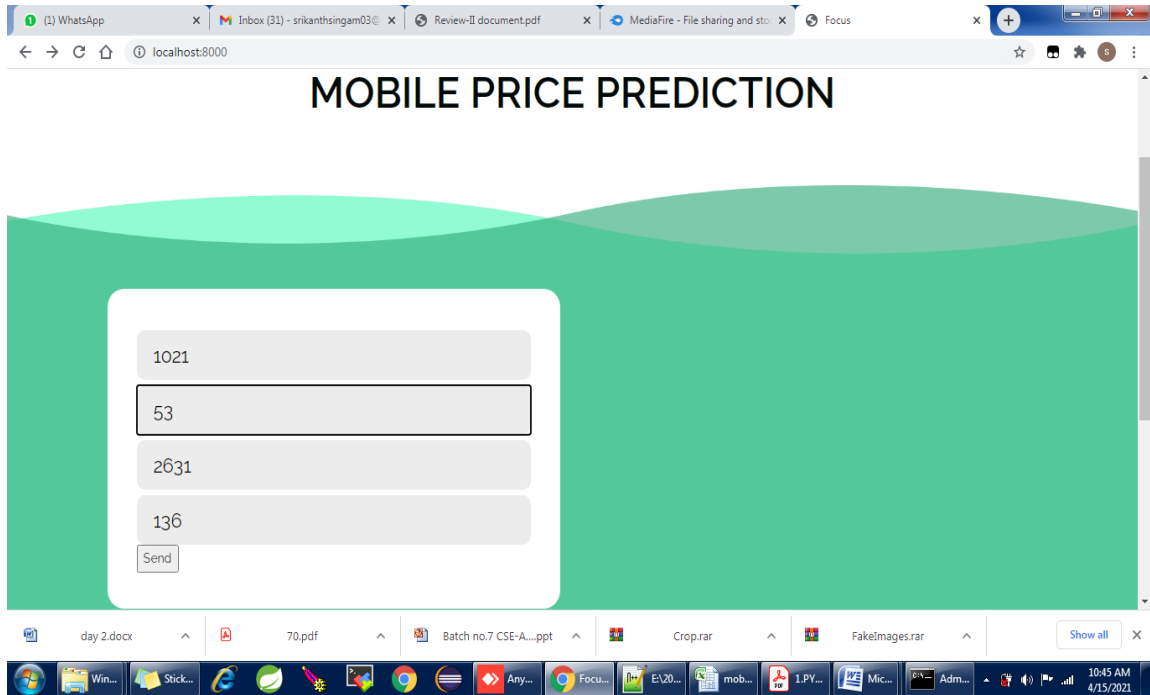 (1) WhatsApp
Inbox (31) - srikanthsingam03@
Review-II document.pdf
MediaFire - File sharing and sto
Focus
localhost:8000
S
MOBILE PRICE PREDICTION
1021
53
2631
136
Send
day 2.docx
70.pdf
Batch no.7 CSE-A....ppt
Crop.rar
FakeImages.rar
Show all
Win...
Stick...
Any...
Focu...
E:\20...
mob...
1.PY...
Mic...
Adm...
10:45 AM
4/15/2021